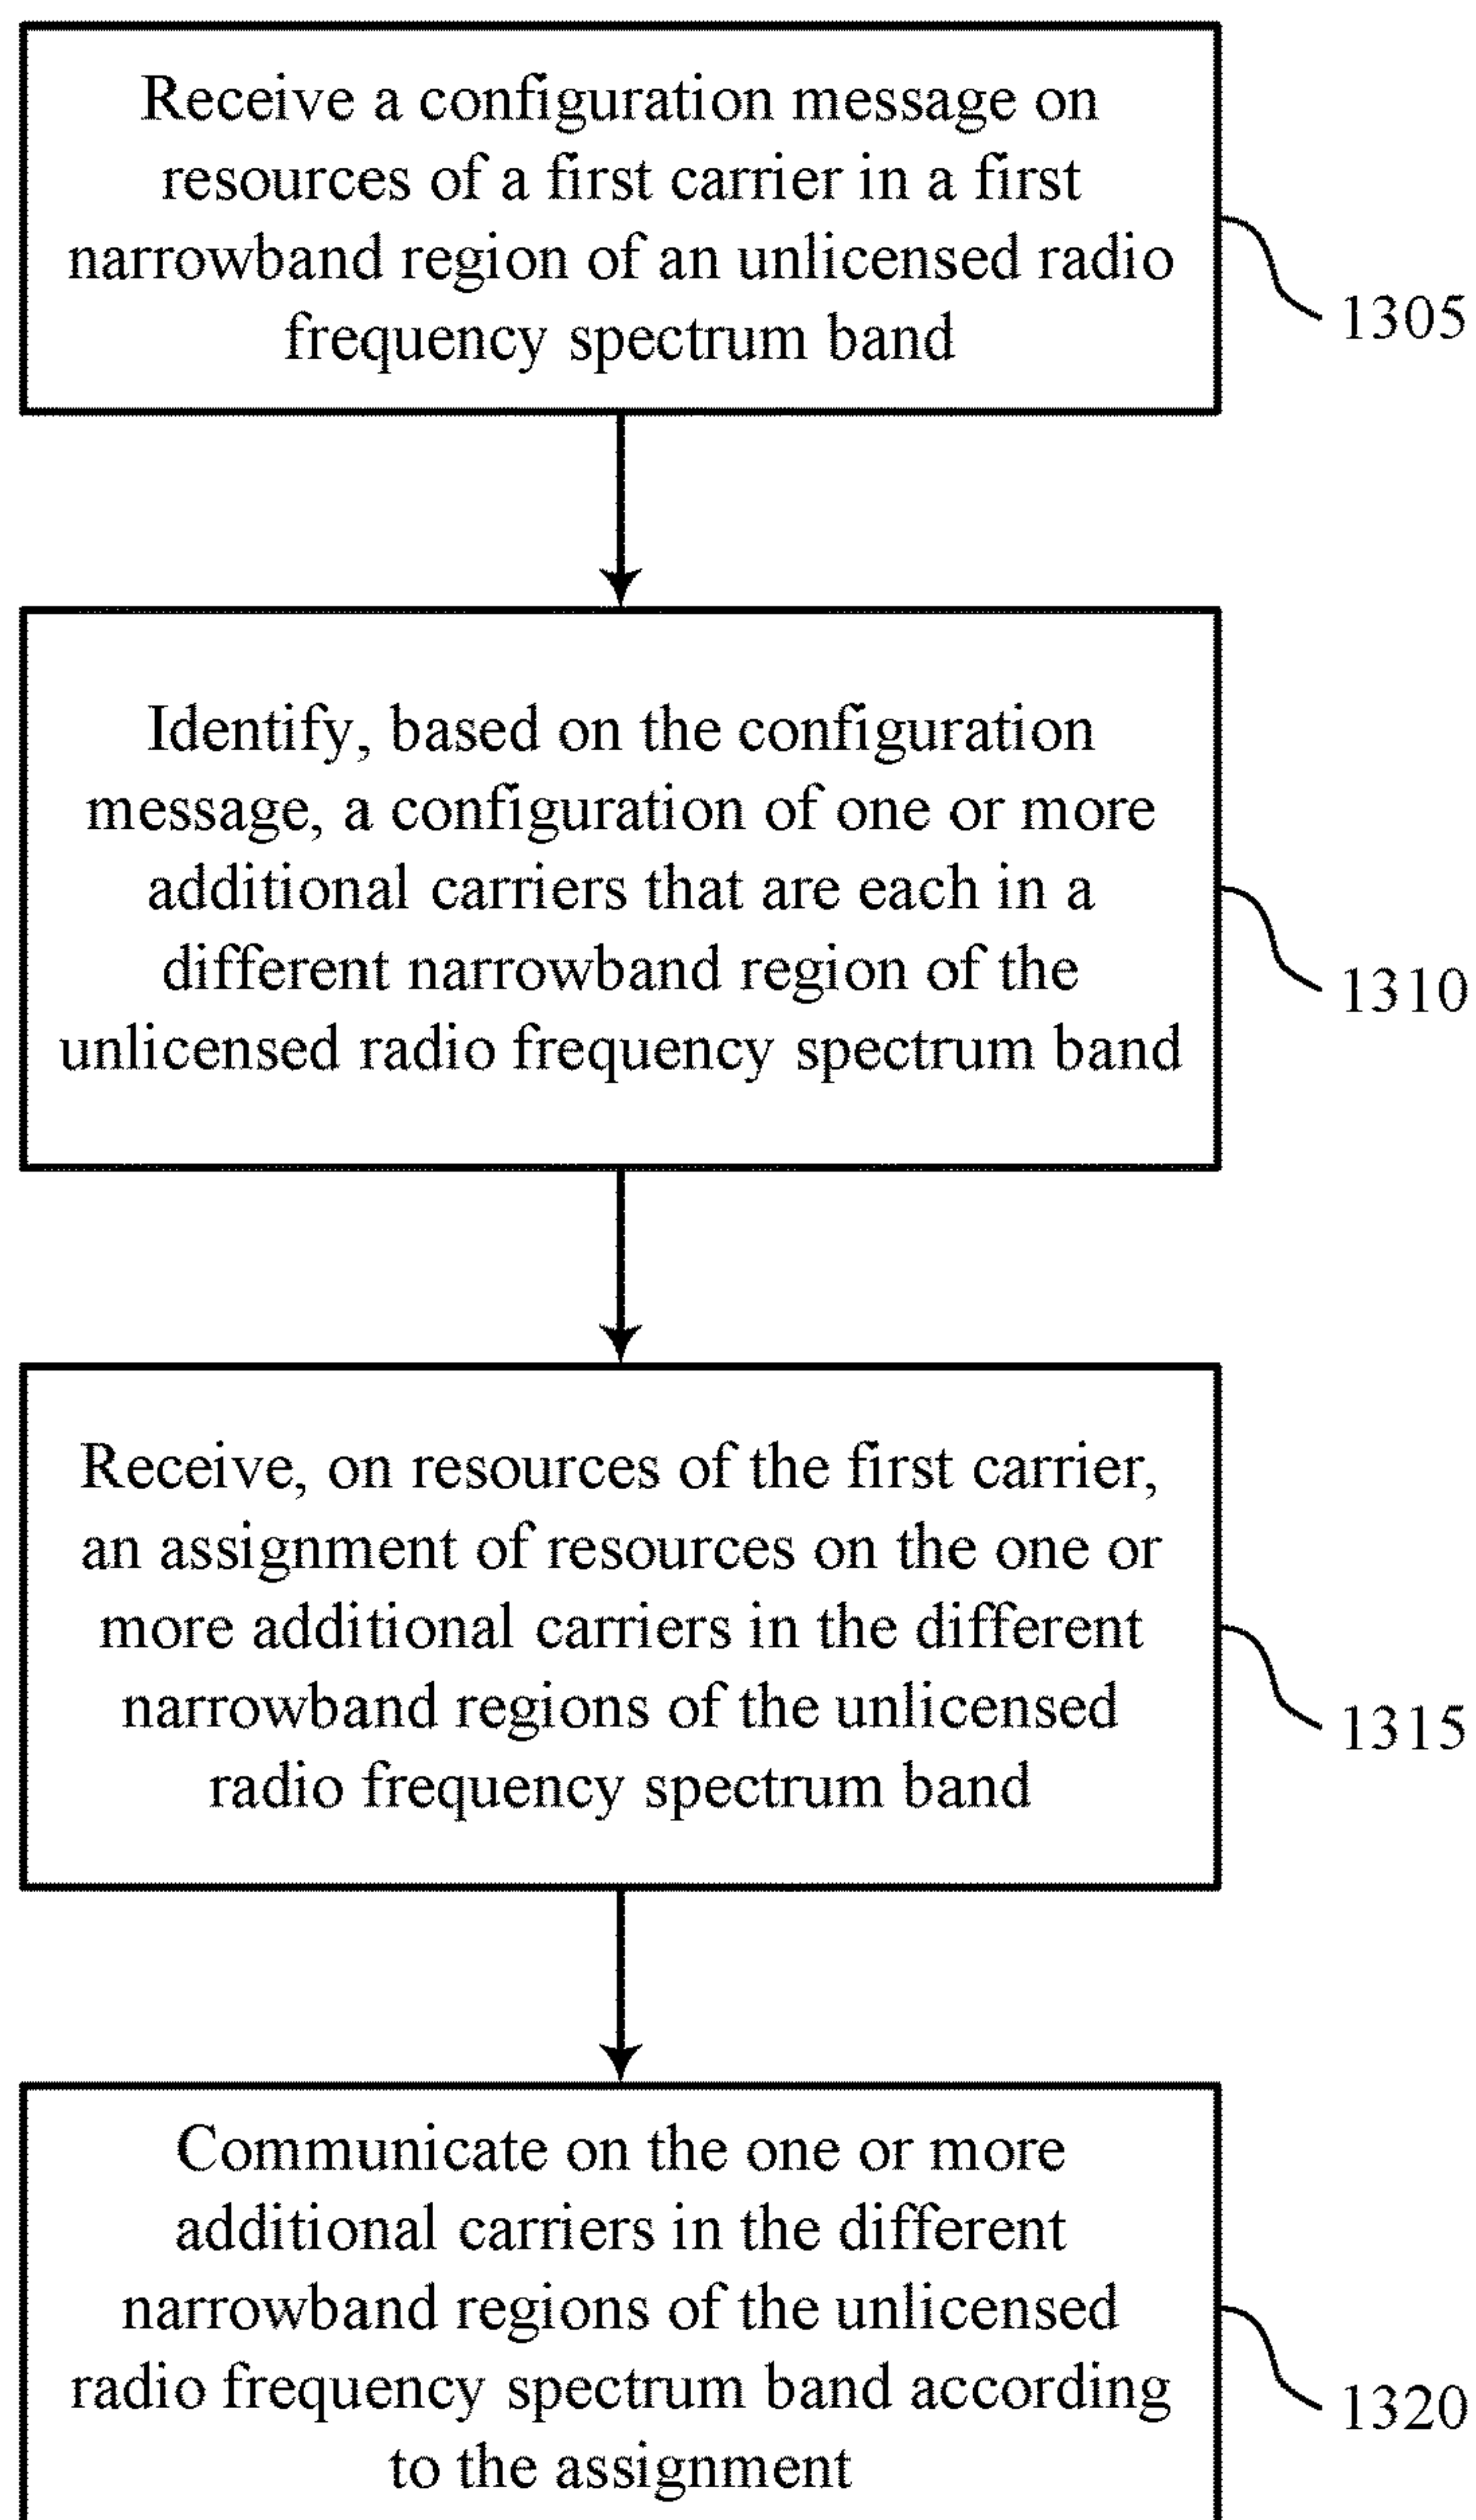 Receive a configuration message on
resources of a first carrier in a first
narrowband region of an unlicensed radio
frequency spectrum band
1305
Identify, based on the configuration
message, a configuration of one or more
additional carriers that are each in a
different narrowband region of the
unlicensed radio frequency spectrum band
1310
Receive, on resources of the first carrier,
an assignment of resources on the one or
more additional carriers in the different
narrowband regions of the unlicensed
radio frequency spectrum band
1315
Communicate on the one or more
additional carriers in the different
narrowband regions of the unlicensed
radio frequency spectrum band according
to the assignment
1320